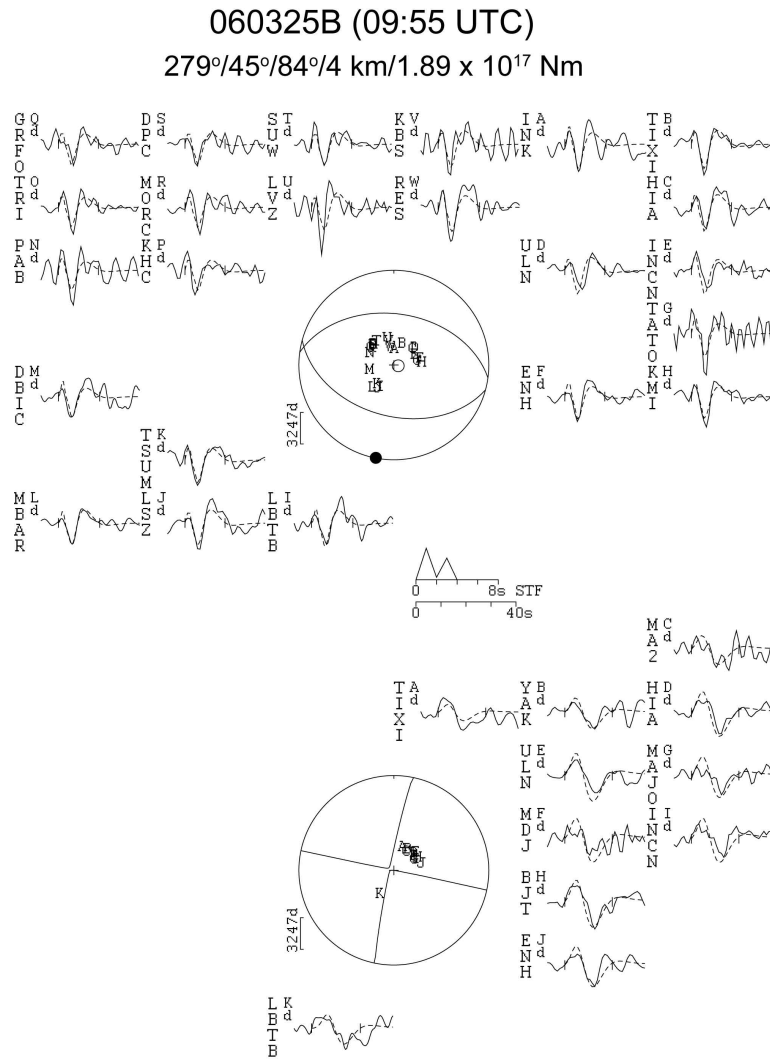 060325B (09:55 UTC)
279°/45°/84°/4 km/1.89 x 10¹⁷ Nm
GRFO Q d
DPC S d
SUW T d
KBS V d
INK A d
TIXI B d
TRI O d
MORC R d
LVZ U d
RES W d
HIA C d
PAB N d
KHC P d
ULN D d
INCN E d
TATO G d
DBIC M d
ENH F d
KMI H d
3247d
TSUM K d
MBAR L d
LSZ J d
LBTB I d
0 8s STF
0 40s
MA2 C d
TIXI A d
YAK B d
HIA D d
ULN E d
MAJO G d
MDJ F d
INCN I d
BJT H d
3247d
ENH J d
LBTB K d